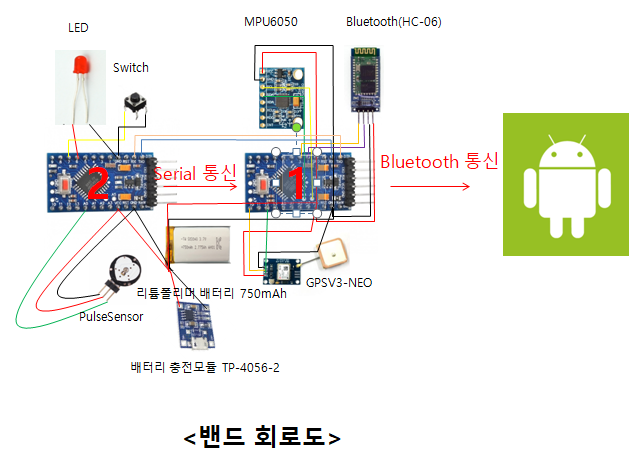 LED
MPU6050
Bluetooth(HC-06)
Switch
2
Serial 통신
1
Bluetooth 통신
리튬폴리머 배터리 750mAh
GPSV3-NEO
PulseSensor
배터리 충전모듈 TP-4056-2
<밴드 회로도>